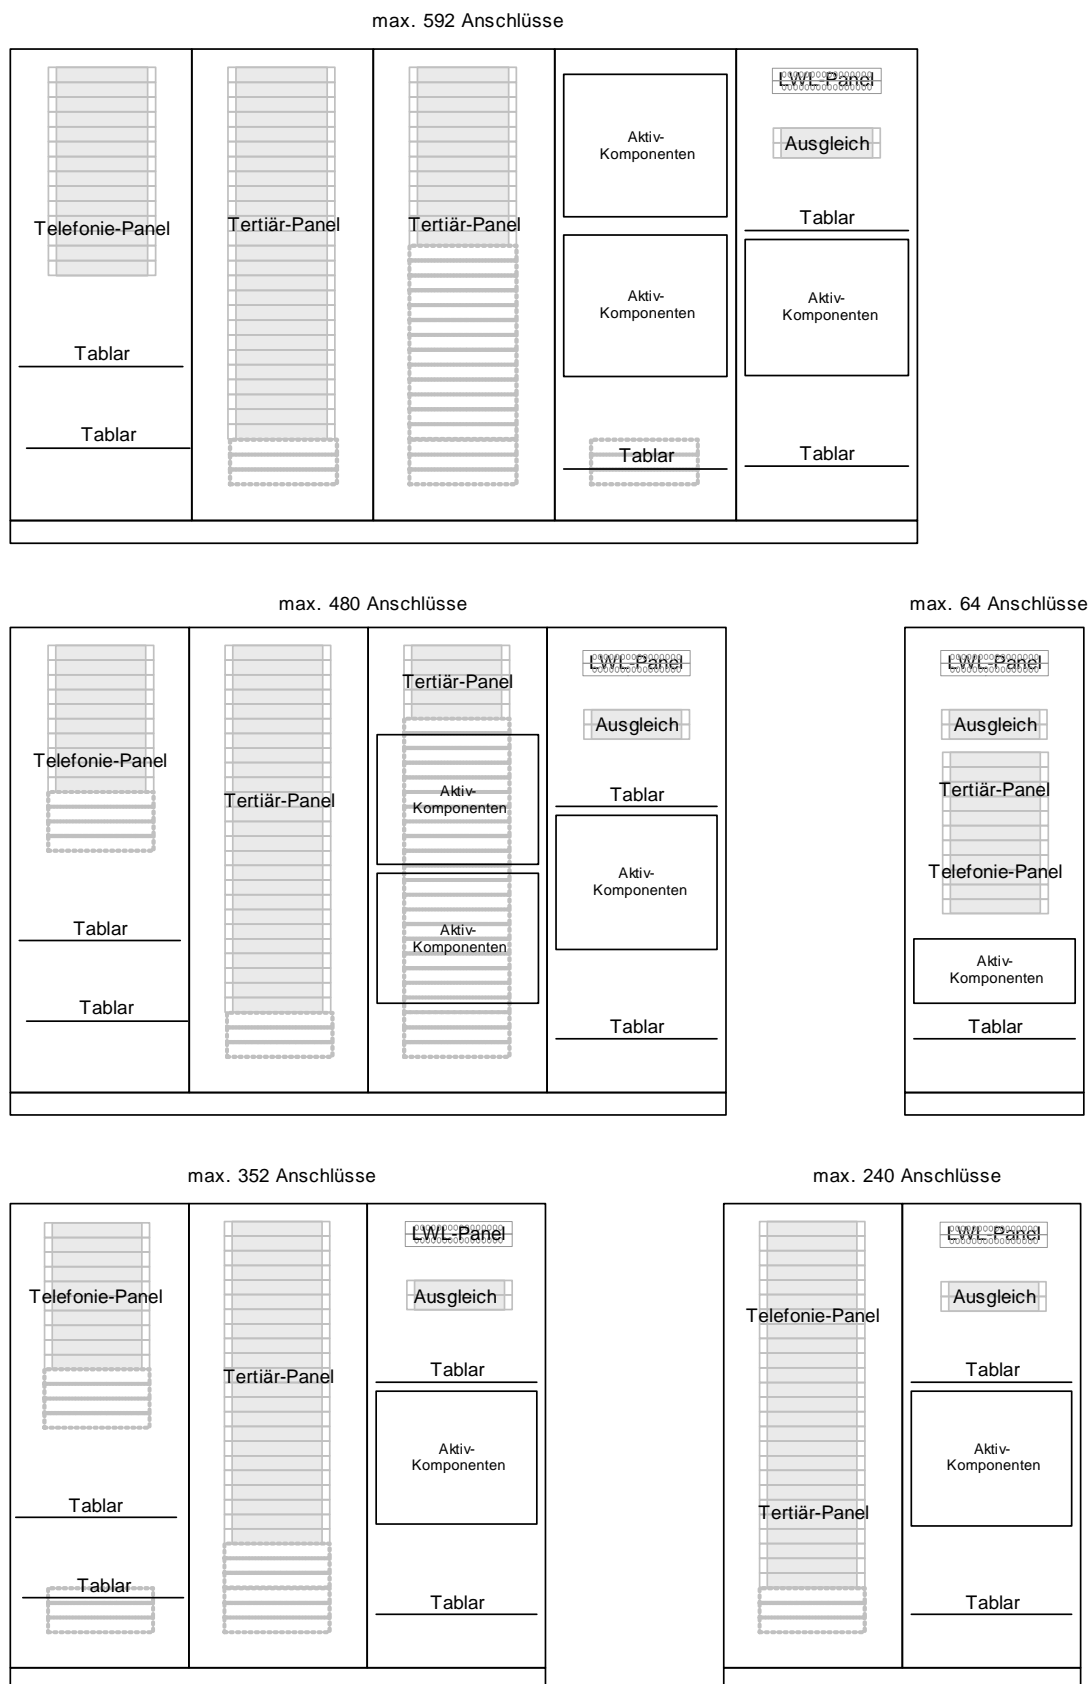 max. 592 Anschlüsse
Telefonie-Panel
Tablar
Tablar
Tertiär-Panel
Tertiär-Panel
Aktiv-
Komponenten
Aktiv-
Komponenten
Tablar
LWL-Panel
Ausgleich
Tablar
Aktiv-
Komponenten
Tablar
max. 480 Anschlüsse
Telefonie-Panel
Tablar
Tablar
Tertiär-Panel
Tertiär-Panel
Aktiv-
Komponenten
Aktiv-
Komponenten
LWL-Panel
Ausgleich
Tablar
Aktiv-
Komponenten
Tablar
max. 64 Anschlüsse
LWL-Panel
Ausgleich
Tertiär-Panel
Telefonie-Panel
Aktiv-
Komponenten
Tablar
max. 352 Anschlüsse
Telefonie-Panel
Tablar
Tablar
Tertiär-Panel
LWL-Panel
Ausgleich
Tablar
Aktiv-
Komponenten
Tablar
max. 240 Anschlüsse
Telefonie-Panel
Tertiär-Panel
LWL-Panel
Ausgleich
Tablar
Aktiv-
Komponenten
Tablar